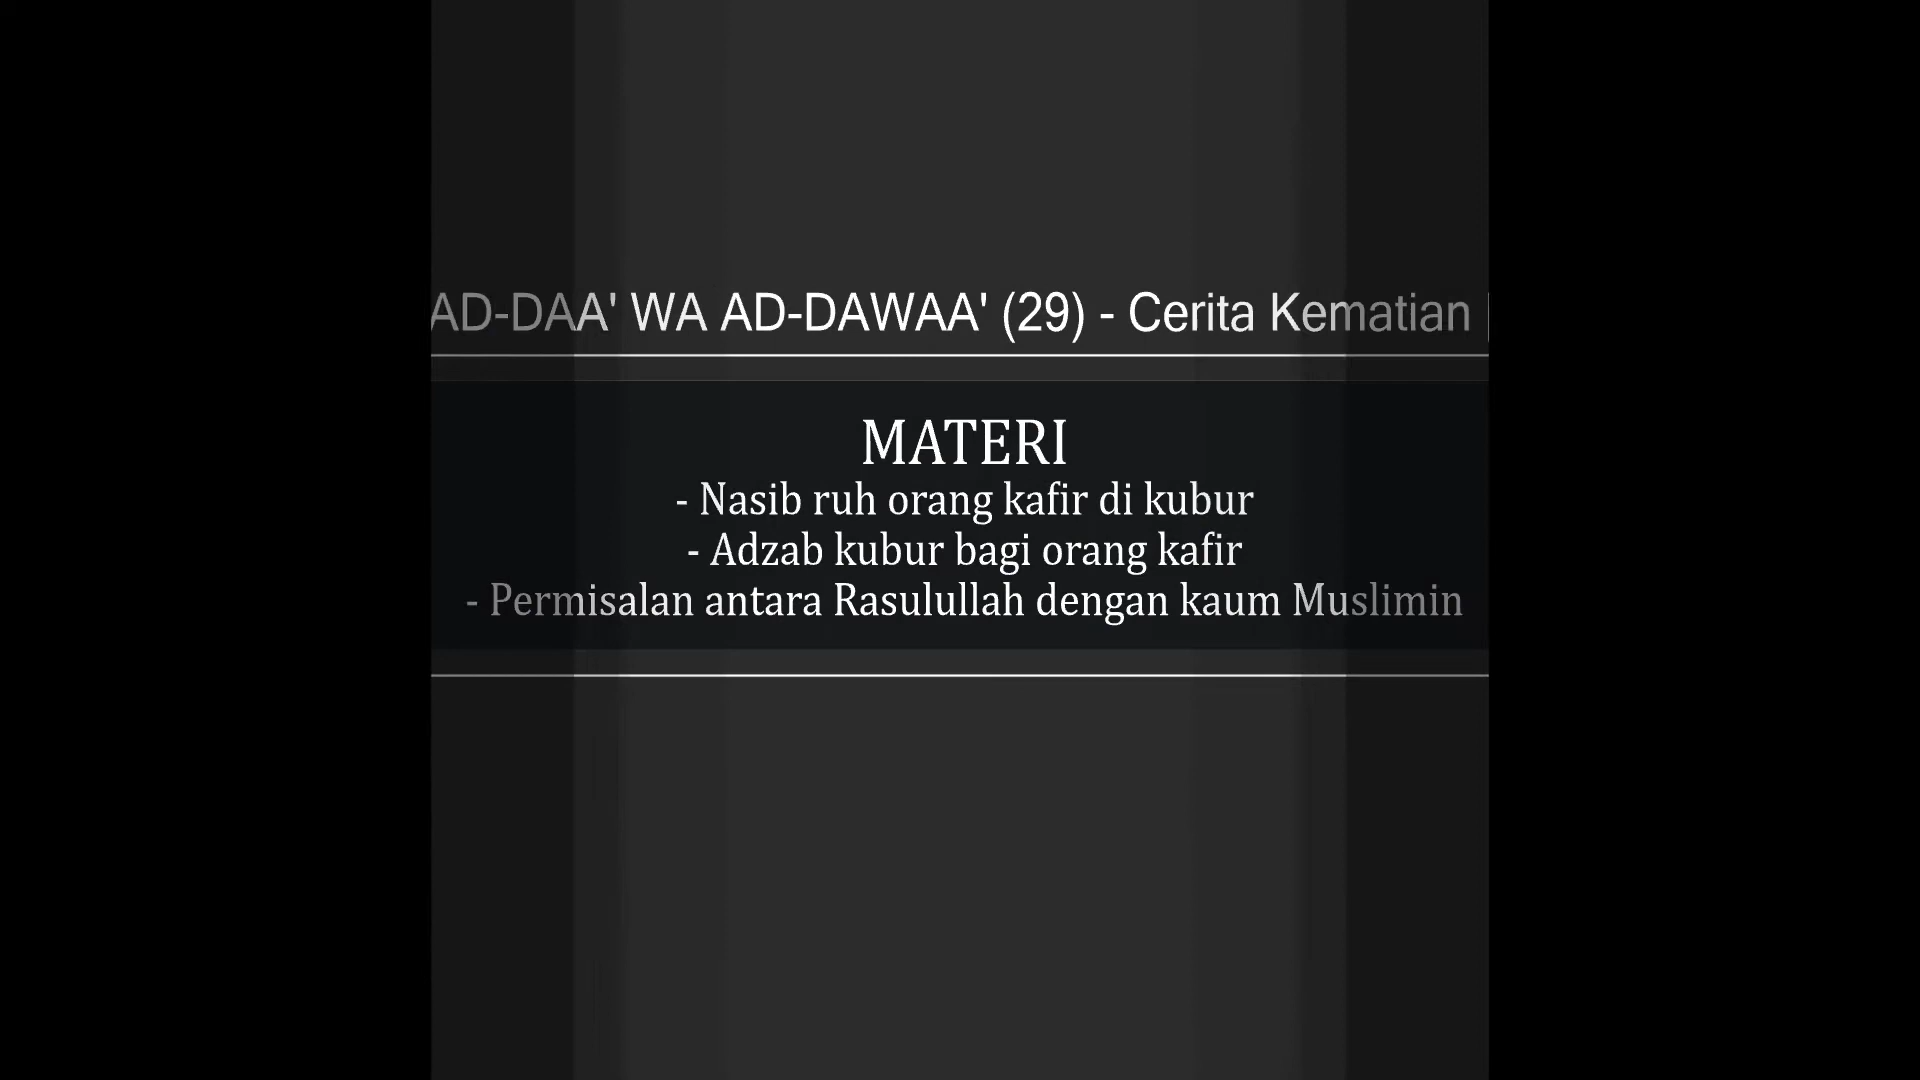 AD-DAA' WA AD-DAWAA' (29) - Cerita Kematian
MATERI
- Nasib ruh orang kafir di kubur
- Adzab kubur bagi orang kafir
- Permisalan antara Rasulullah dengan kaum Muslimin